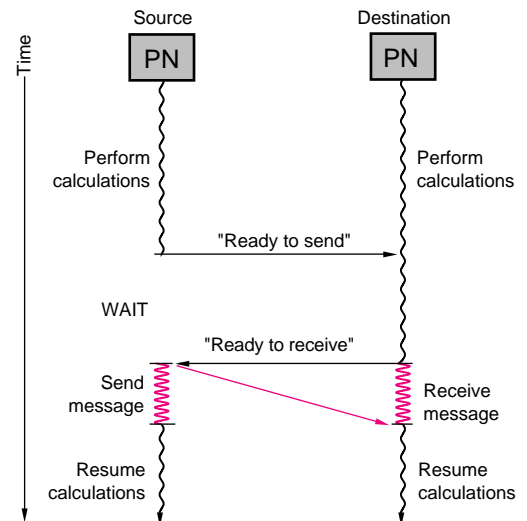 Source
Destination
Time
PN
PN
Perform
calculations
Perform
calculations
"Ready to send"
WAIT
"Ready to receive"
Send
message
Receive
message
Resume
calculations
Resume
calculations